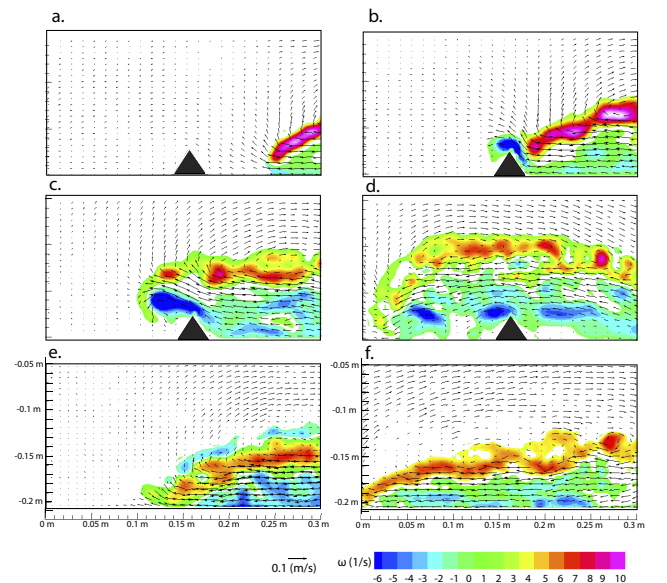 a.
b.
c.
d.
e.
f.
-0.05 m
-0.1 m
-0.15 m
-0.2 m
0 m 0.05 m 0.1 m 0.15 m 0.2 m 0.25 m 0.3 m
-0.05 m
-0.1 m
-0.15 m
-0.2 m
0 m 0.05 m 0.1 m 0.15 m 0.2 m 0.25 m 0.3 m
0.1 (m/s)
ω (1/s)
-6 -5 -4 -3 -2 -1 0 1 2 3 4 5 6 7 8 9 10